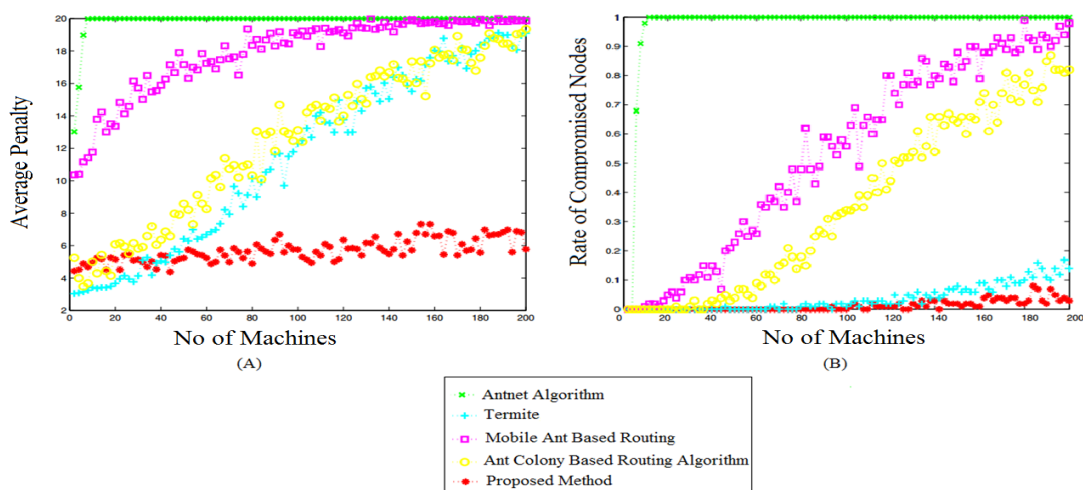 20
18
16
14
12
10
8
6
4
2
Average Penalty
0 20 40 60 80 100 120 140 160 180 200
No of Machines
(A)
1
0.9
0.8
0.7
0.6
0.5
0.4
0.3
0.2
0.1
0
Rate of Compromised Nodes
0 20 40 60 80 100 120 140 160 180 200
No of Machines
(B)
Antnet Algorithm
Termite
Mobile Ant Based Routing
Ant Colony Based Routing Algorithm
Proposed Method